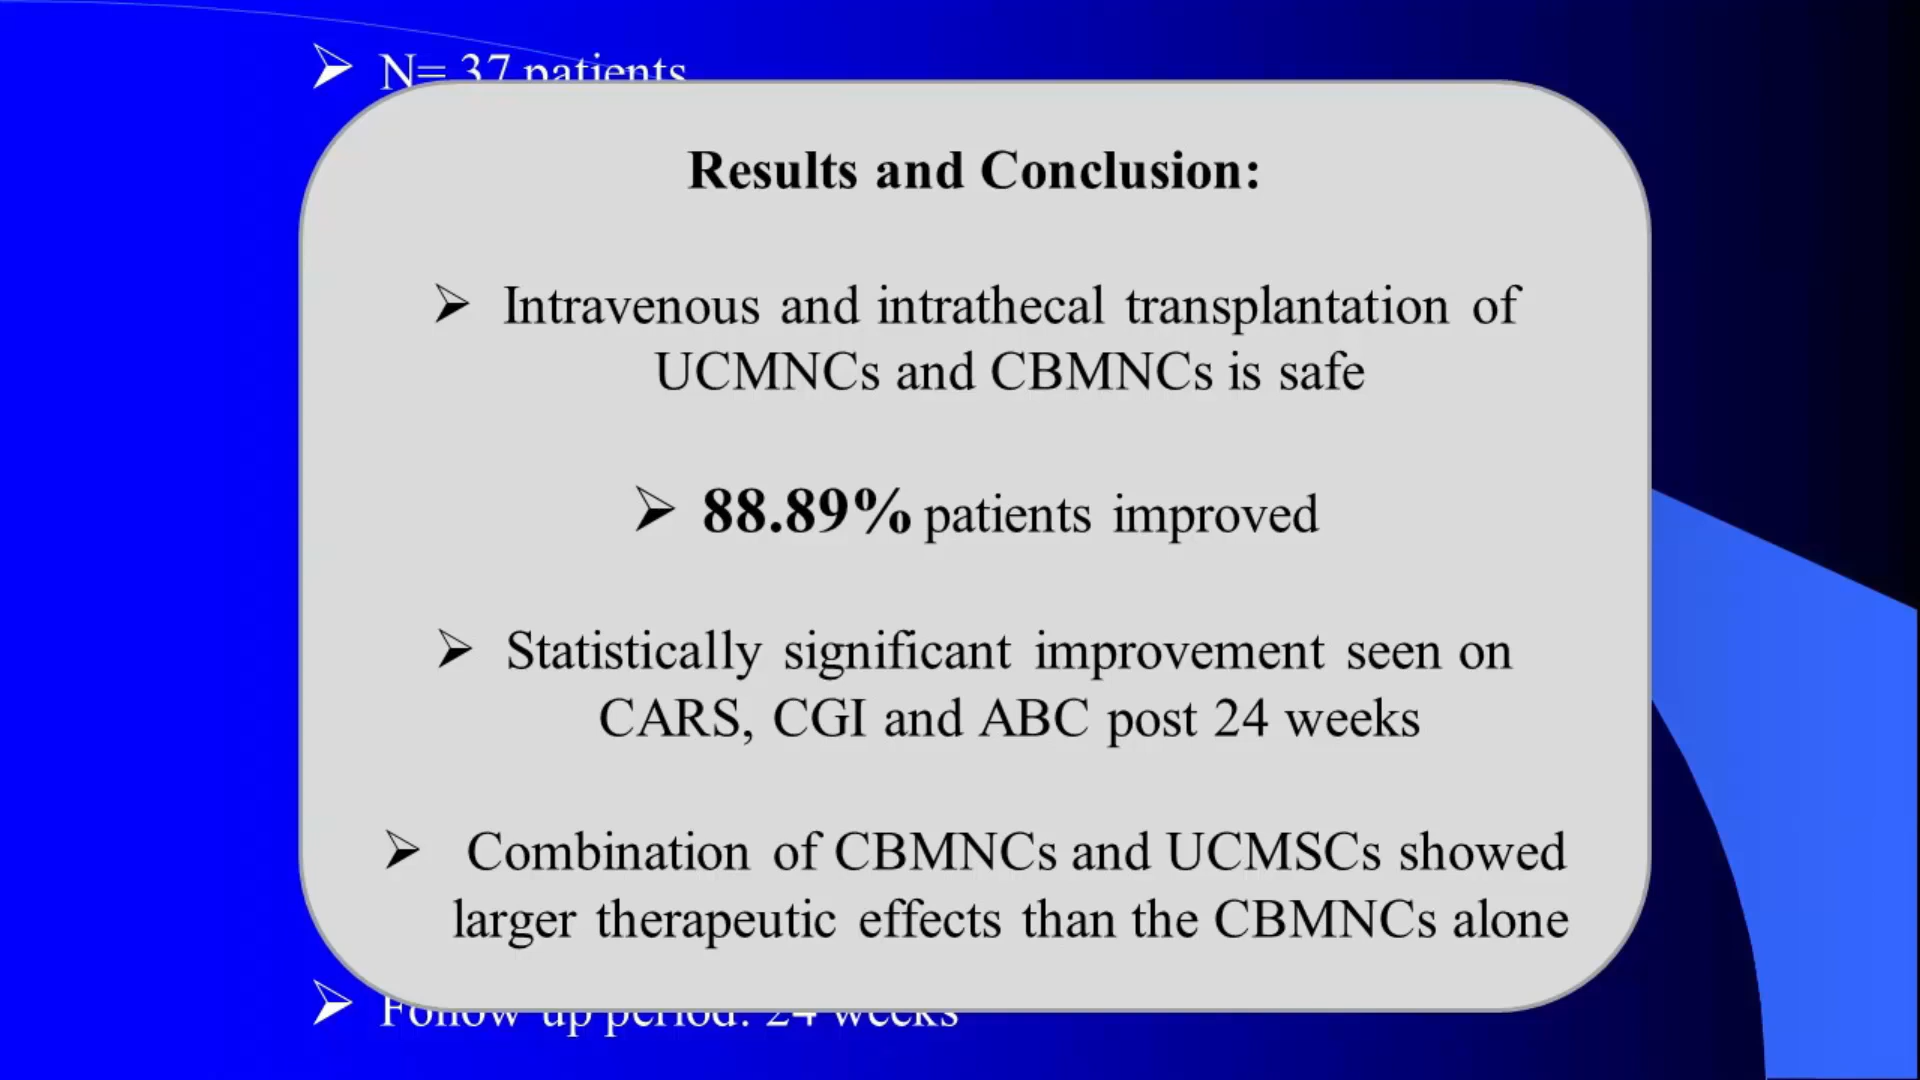 ➢ N= 37 patients
Results and Conclusion:
➢ Intravenous and intrathecal transplantation of
UCMNCs and CBMNCs is safe
➢ 88.89% patients improved
➢ Statistically significant improvement seen on
CARS, CGI and ABC post 24 weeks
➢ Combination of CBMNCs and UCMSCs showed
larger therapeutic effects than the CBMNCs alone
➢ Follow up period: 24 weeks